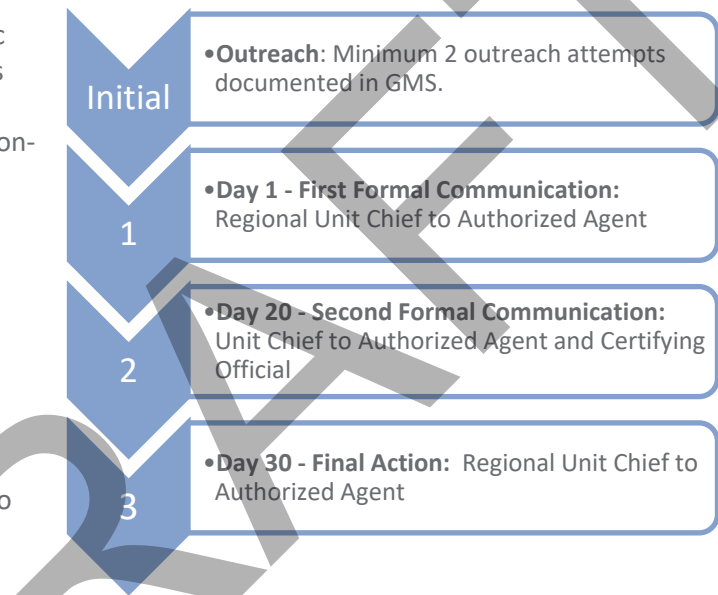 c
s
on-
o
Initial
•Outreach: Minimum 2 outreach attempts
documented in GMS.
1
•Day 1 - First Formal Communication:
Regional Unit Chief to Authorized Agent
2
•Day 20 - Second Formal Communication:
Unit Chief to Authorized Agent and Certifying
Official
3
•Day 30 - Final Action: Regional Unit Chief to
Authorized Agent